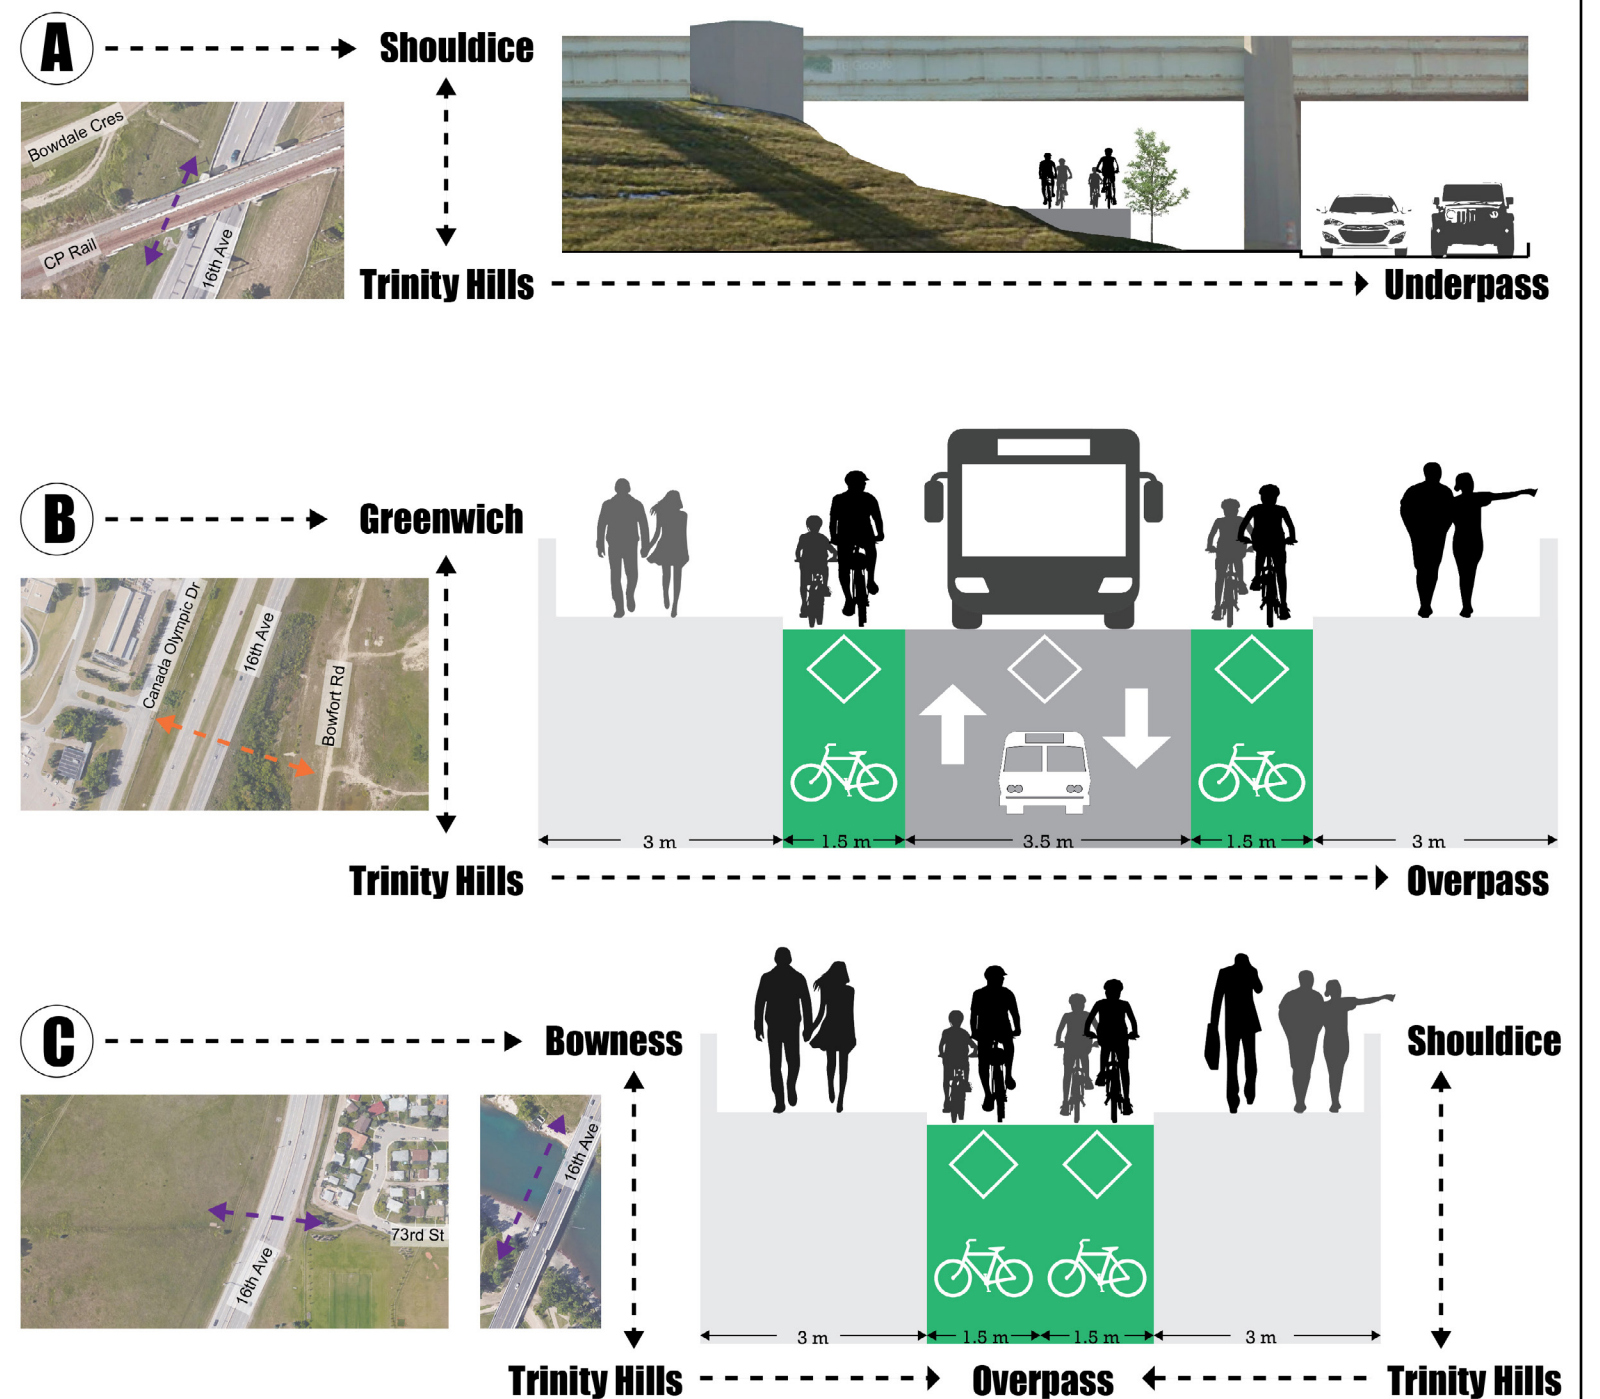 A
Shouldice
Bowdale Cres
CP Rail
16th Ave
Trinity Hills
Underpass
B
Greenwich
Canada Olympic Dr
16th Ave
Bowfort Rd
3 m
1.5 m
3.5 m
1.5 m
3 m
Trinity Hills
Overpass
C
Bowness
Shouldice
16th Ave
73rd St
16th Ave
3 m
1.5 m
1.5 m
3 m
Trinity Hills
Overpass
Trinity Hills